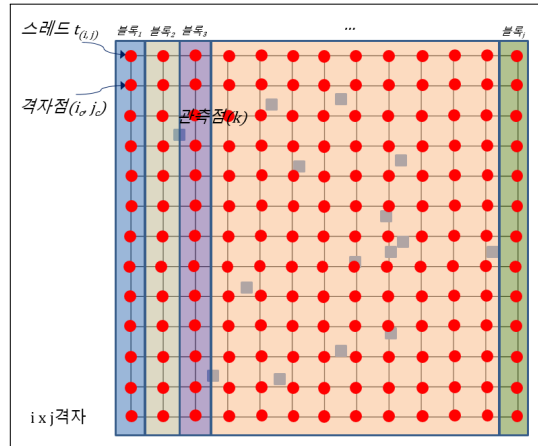 스레드 t(i, j)
블록1 블록2 블록3 ... 블록j
격자점(ic, jc)
관측점(k)
i x j격자